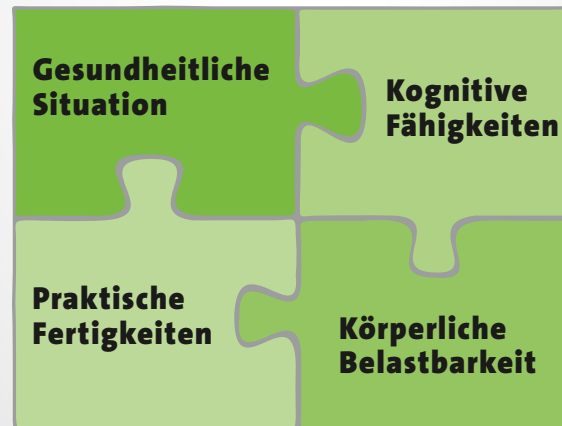 Gesundheitliche
Situation
Kognitive
Fähigkeiten
Praktische
Fertigkeiten
Körperliche
Belastbarkeit